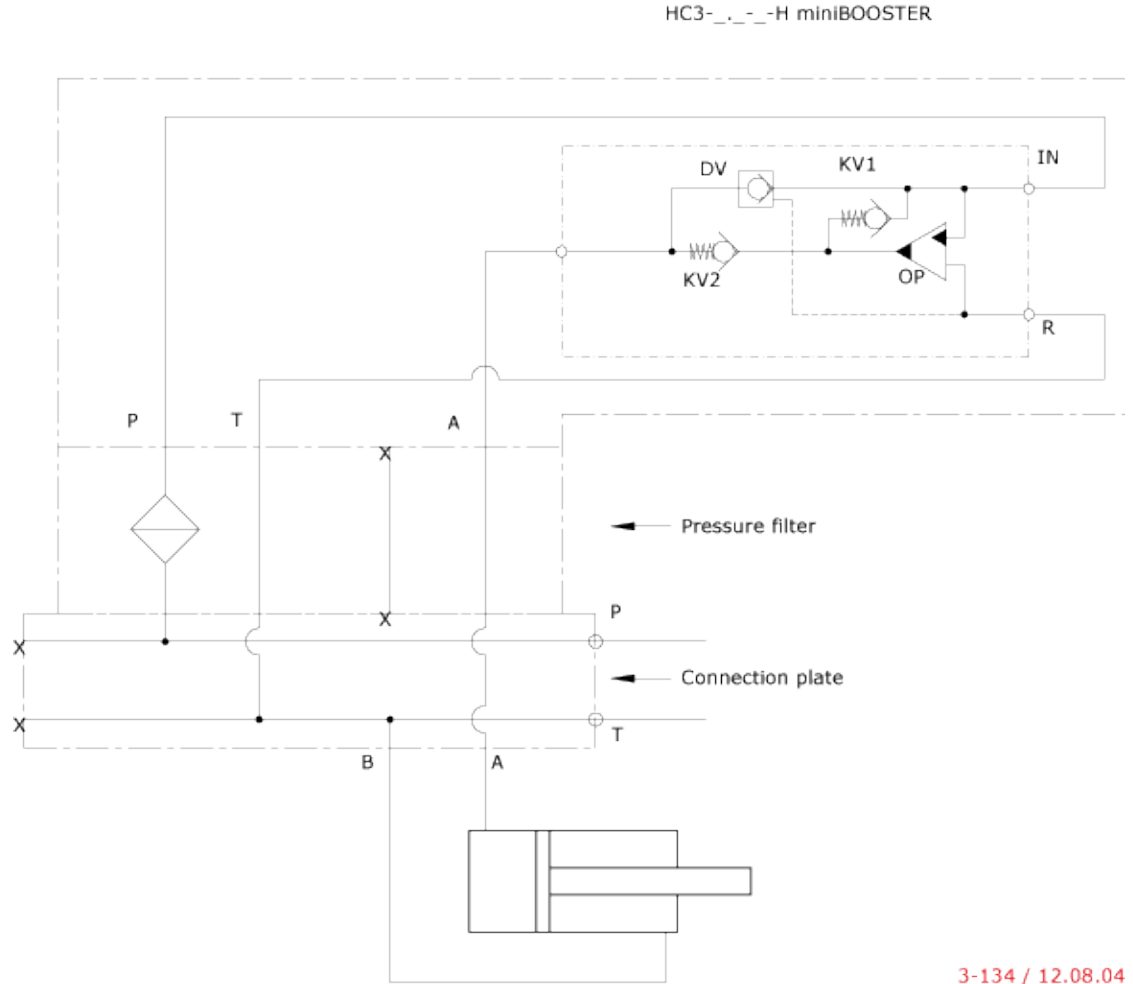 HC3-_._-_-H miniBOOSTER
IN
KV1
DV
KV2
OP
R
P
T
A
X
Pressure filter
X
P
X
Connection plate
X
T
B
A
3-134 / 12.08.04